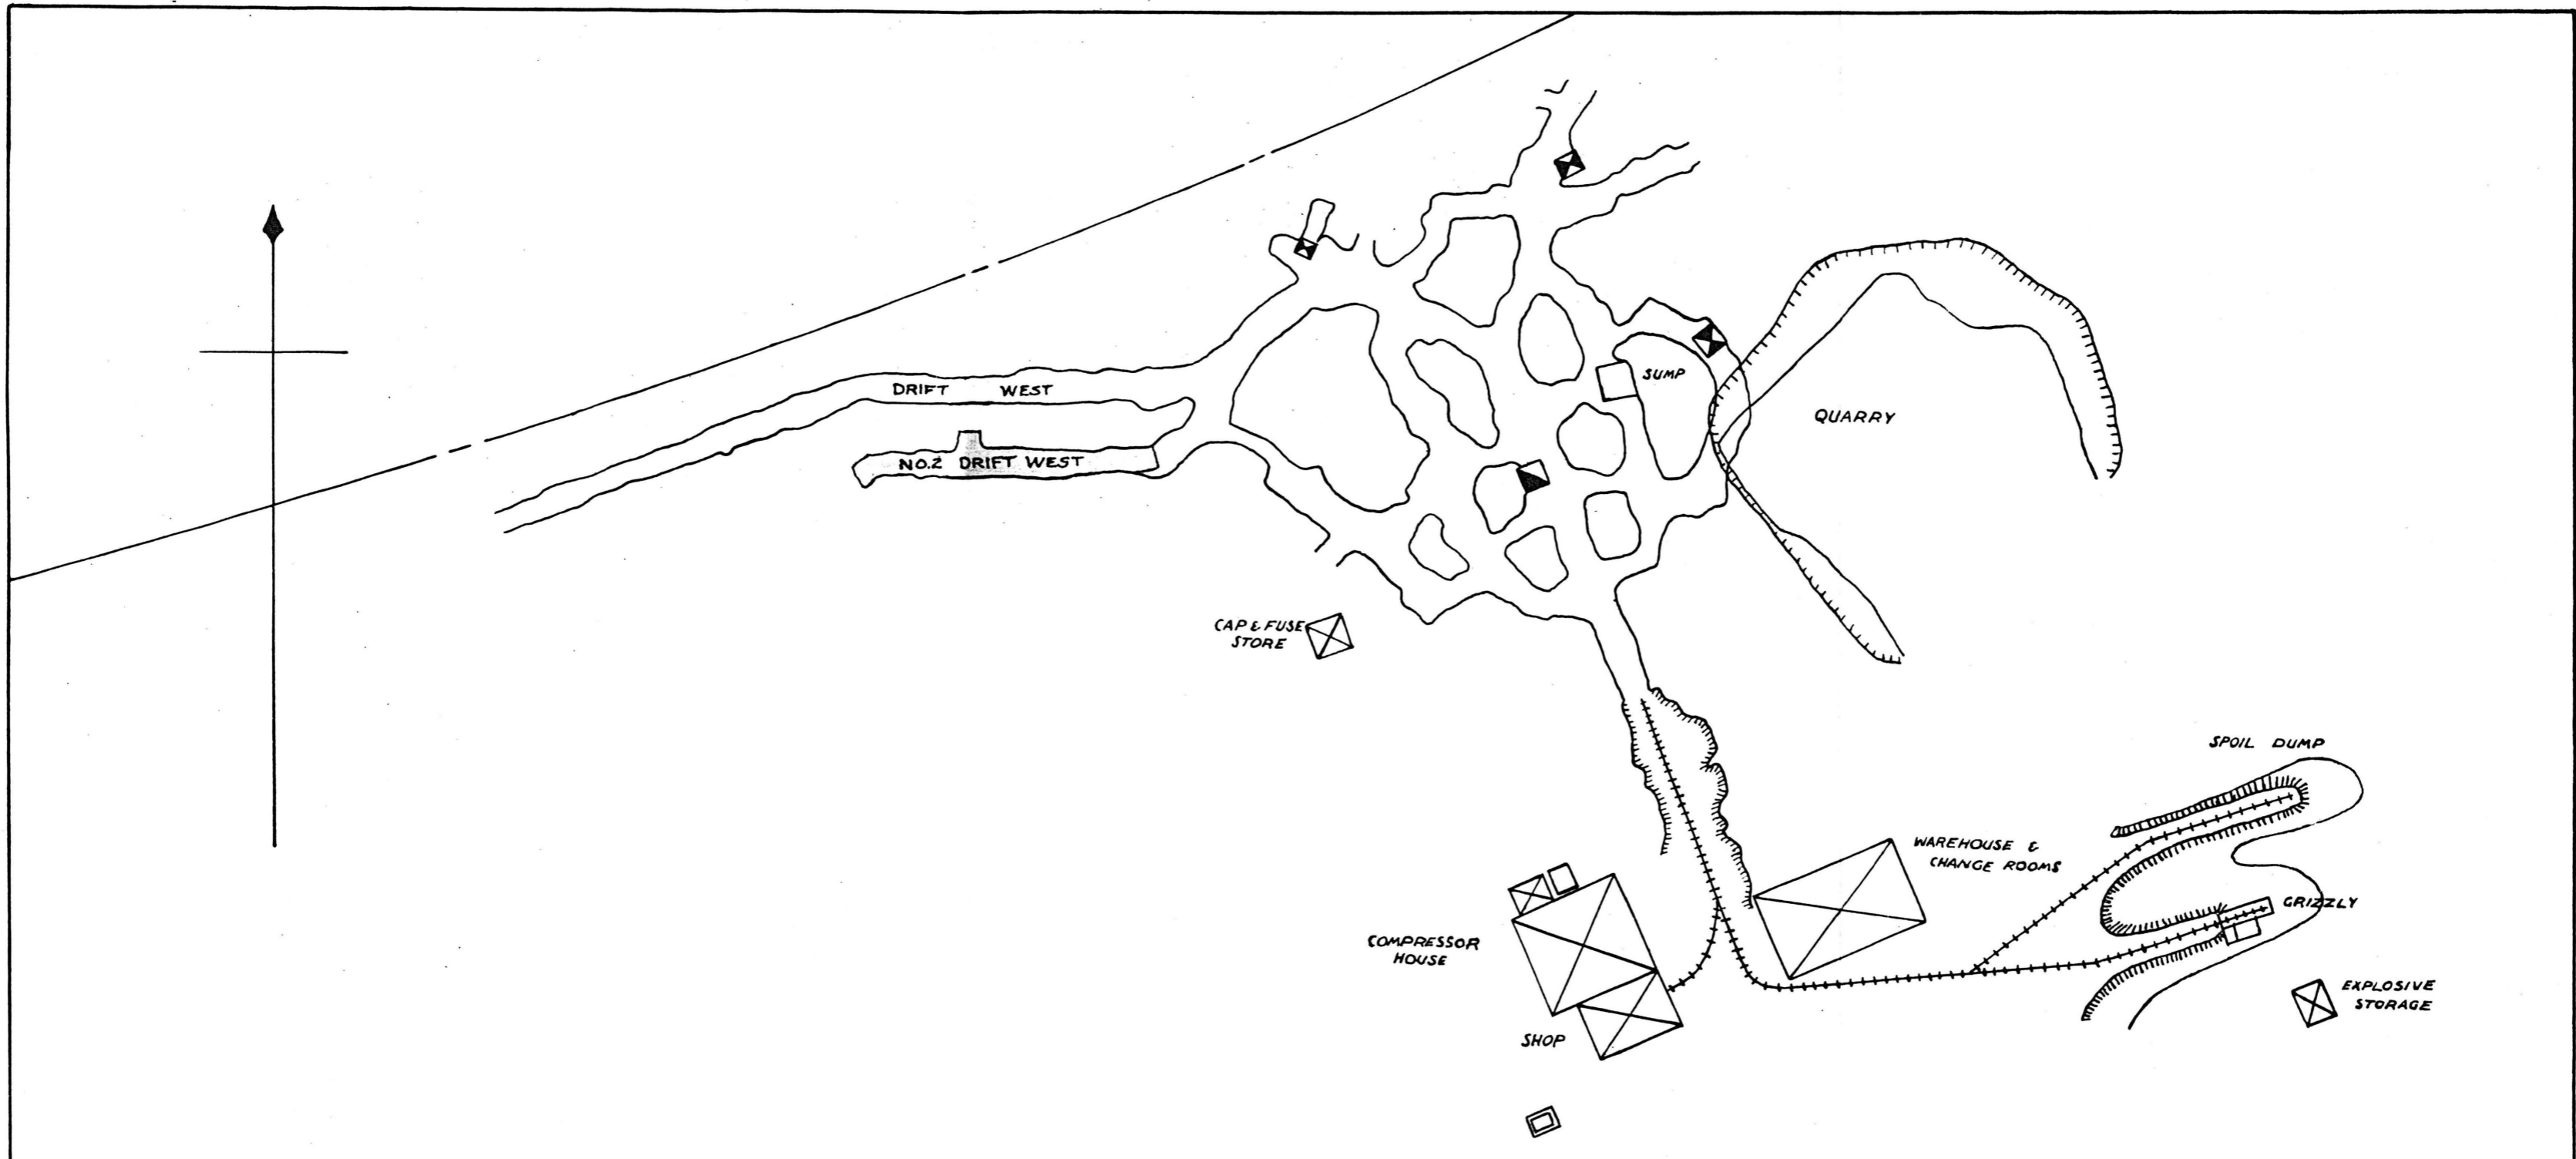 DRIFT WEST
SUMP
QUARRY
NO.2 DRIFT WEST
CAP & FUSE
STORE
SPOIL DUMP
WAREHOUSE &
CHANGE ROOMS
GRIZZLY
COMPRESSOR
HOUSE
EXPLOSIVE
STORAGE
SHOP